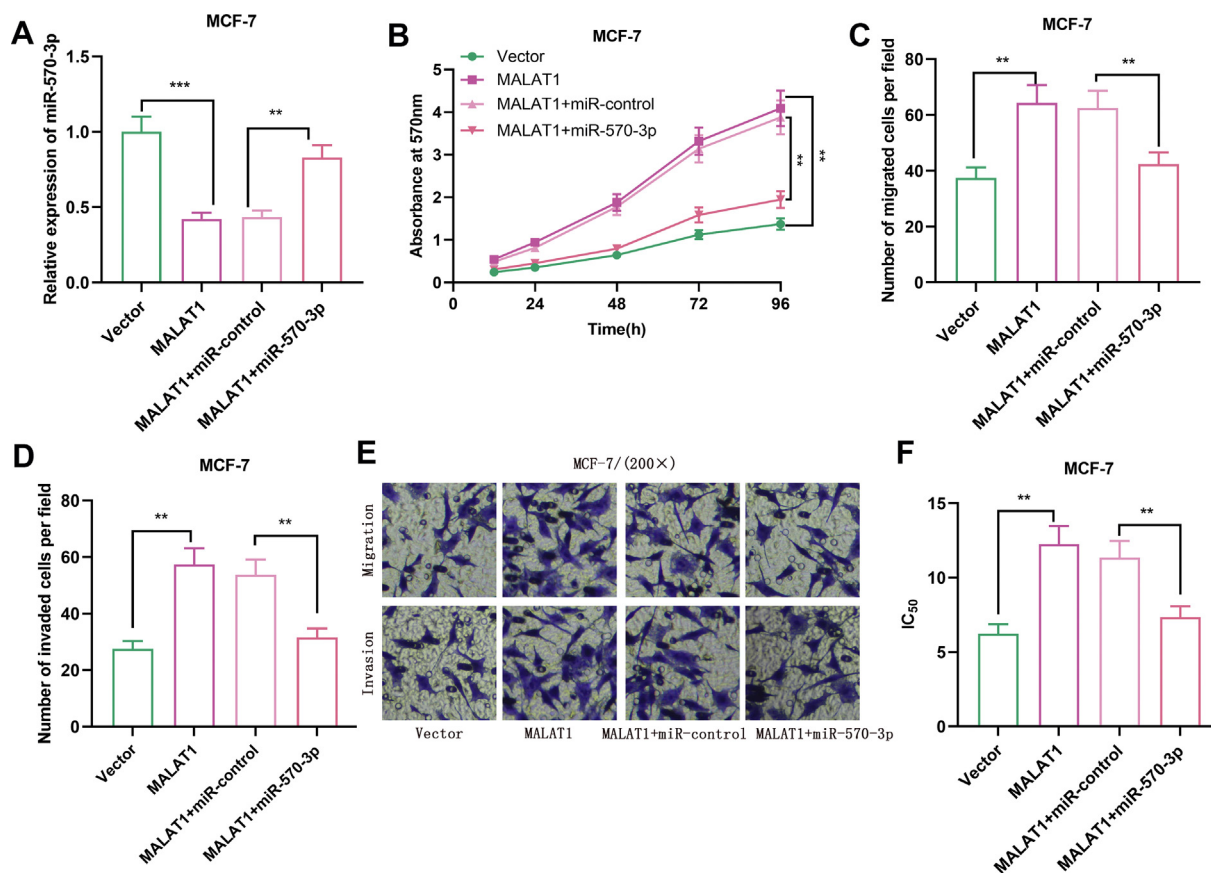 A
MCF-7
Relative expression of miR-570-3p
1.5
1.0
0.5
0.0
***
**
Vector
MALAT1
MALAT1+miR-control
MALAT1+miR-570-3p
B
MCF-7
Vector
MALAT1
MALAT1+miR-control
MALAT1+miR-570-3p
Absorbance at 570nm
5
4
3
2
1
0
**
**
0
24
48
72
96
Time(h)
C
MCF-7
Number of migrated cells per field
80
60
40
20
0
**
**
Vector
MALAT1
MALAT1+miR-control
MALAT1+miR-570-3p
D
MCF-7
Number of invaded cells per field
80
60
40
20
0
**
**
Vector
MALAT1
MALAT1+miR-control
MALAT1+miR-570-3p
E
MCF-7/(200×)
Migration
Invasion
Vector
MALAT1
MALAT1+miR-control
MALAT1+miR-570-3p
F
MCF-7
IC50
15
10
5
0
**
**
Vector
MALAT1
MALAT1+miR-control
MALAT1+miR-570-3p